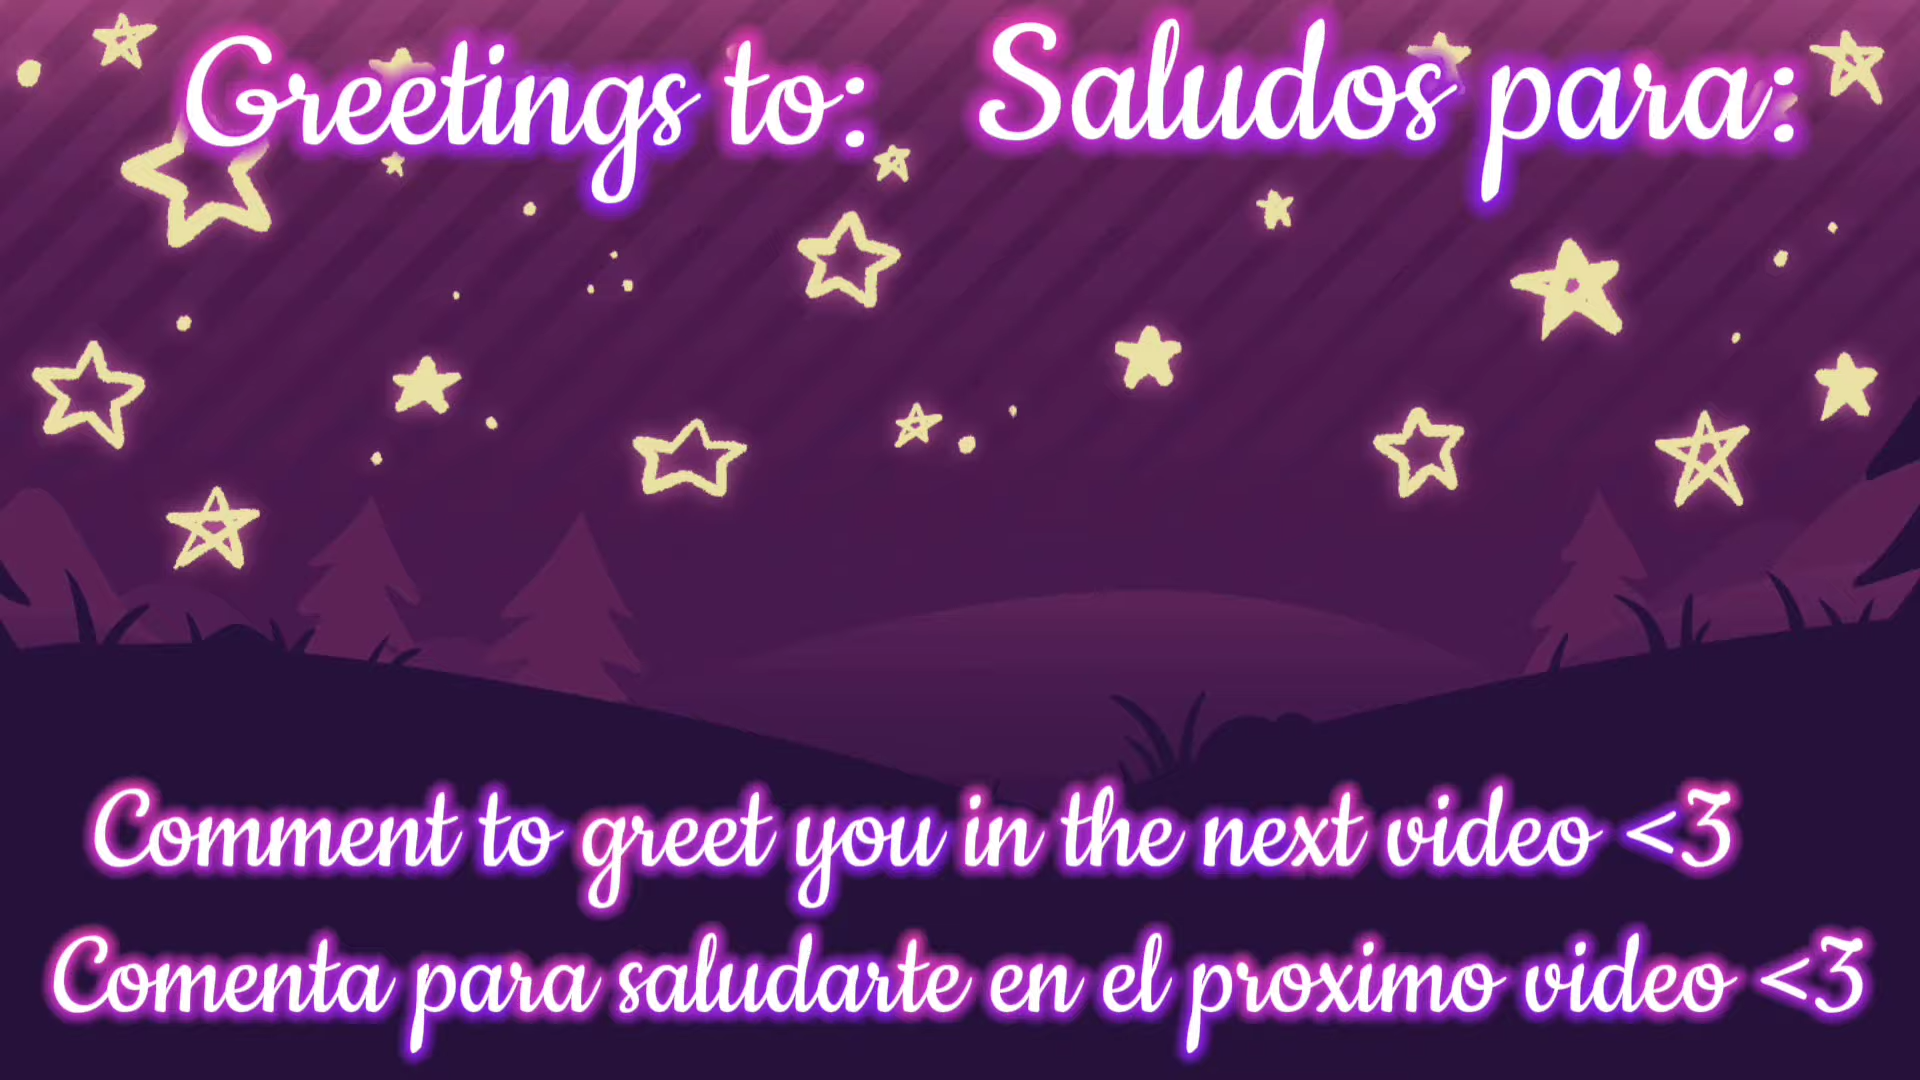 Greetings to: Saludos para:
Comment to greet you in the next video <3
Comenta para saludarte en el proximo video <3